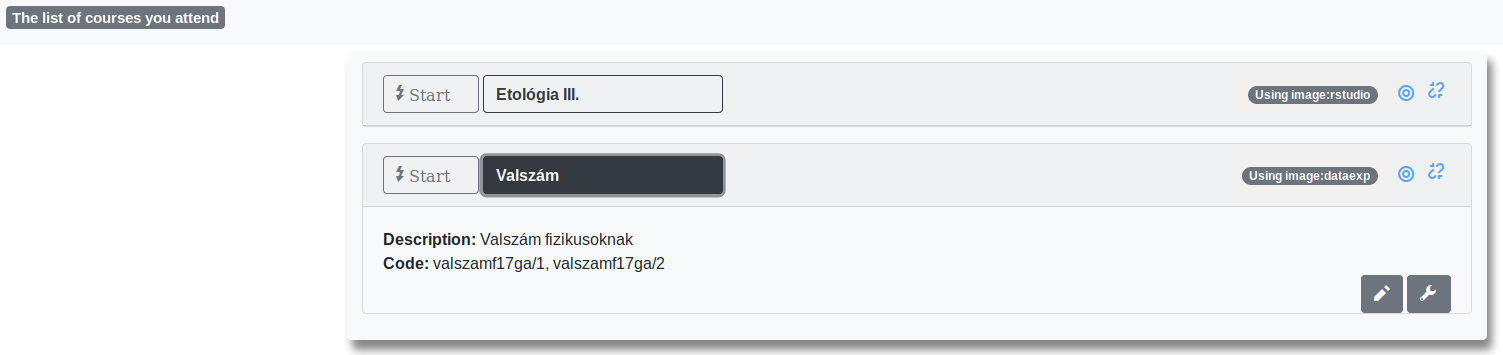 The list of courses you attend
Start Etológia III. Using image:rstudio
Start Valszám Using image:dataexp
Description: Valszám fizikusoknak
Code: valszamf17ga/1, valszamf17ga/2